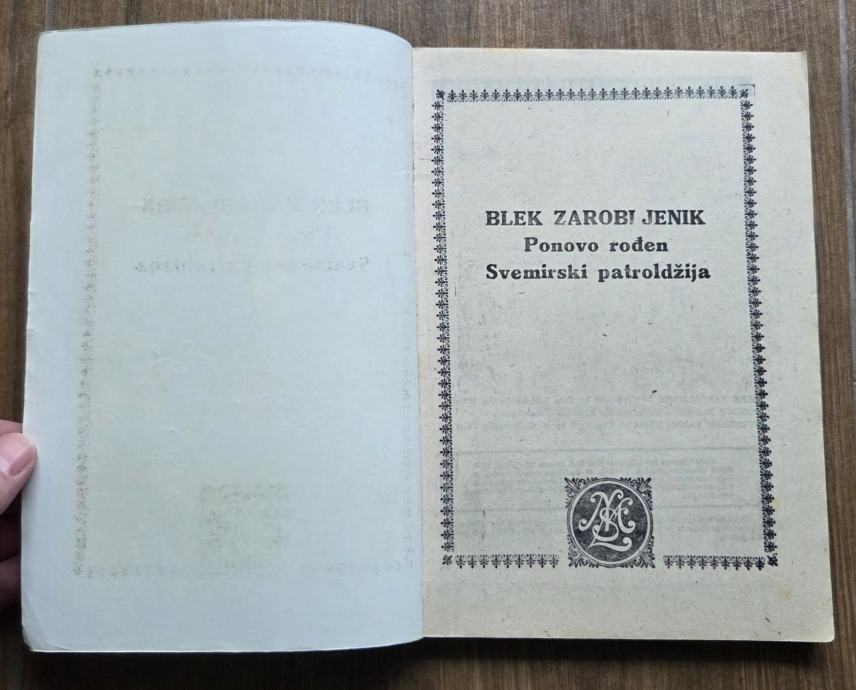 BLEK ZAROBLJENIK
Ponovo rođen
Svemirski patroldžija